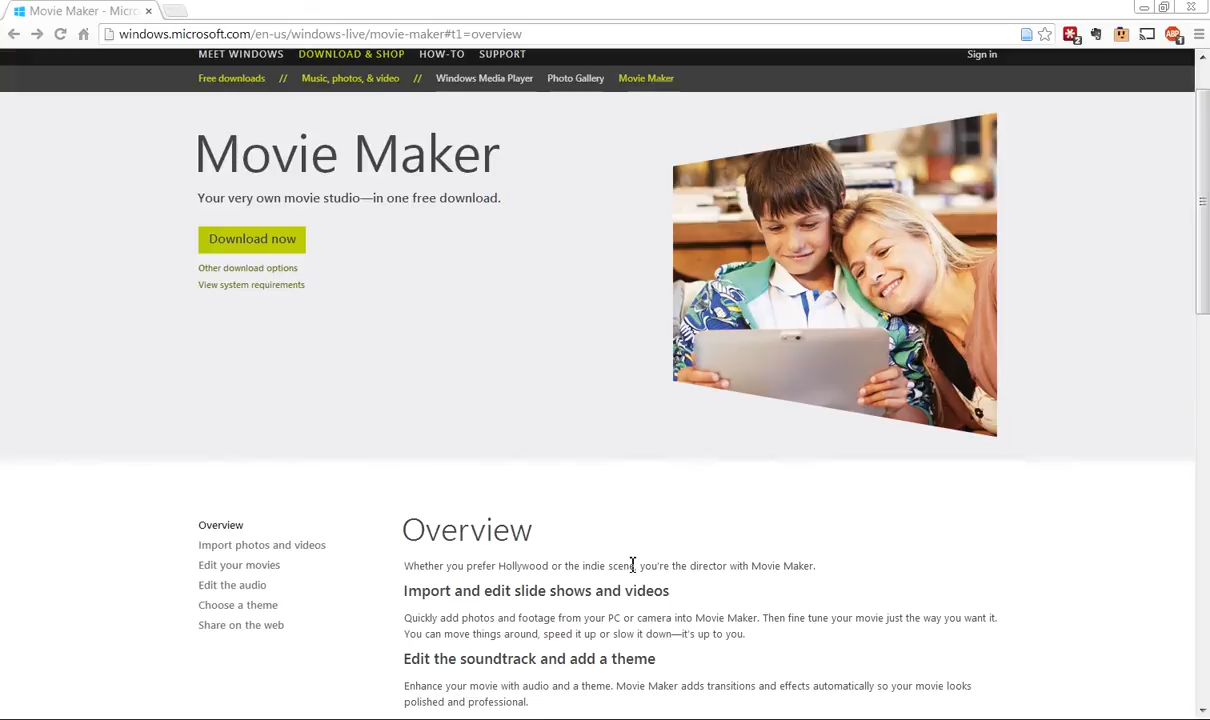 Movie Maker - Micro
windows.microsoft.com/en-us/windows-live/movie-maker#t1=overview
2
ABP
1
MEET WINDOWS DOWNLOAD & SHOP HOW-TO SUPPORT
Sign in
Free downloads // Music, photos, & video // Windows Media Player Photo Gallery Movie Maker
Movie Maker
Your very own movie studio—in one free download.
Download now
Other download options
View system requirements
Overview
Import photos and videos
Edit your movies
Edit the audio
Choose a theme
Share on the web
Overview
Whether you prefer Hollywood or the indie scene, you're the director with Movie Maker.
Import and edit slide shows and videos
Quickly add photos and footage from your PC or camera into Movie Maker. Then fine tune your movie just the way you want it.
You can move things around, speed it up or slow it down—it's up to you.
Edit the soundtrack and add a theme
Enhance your movie with audio and a theme. Movie Maker adds transitions and effects automatically so your movie looks
polished and professional.